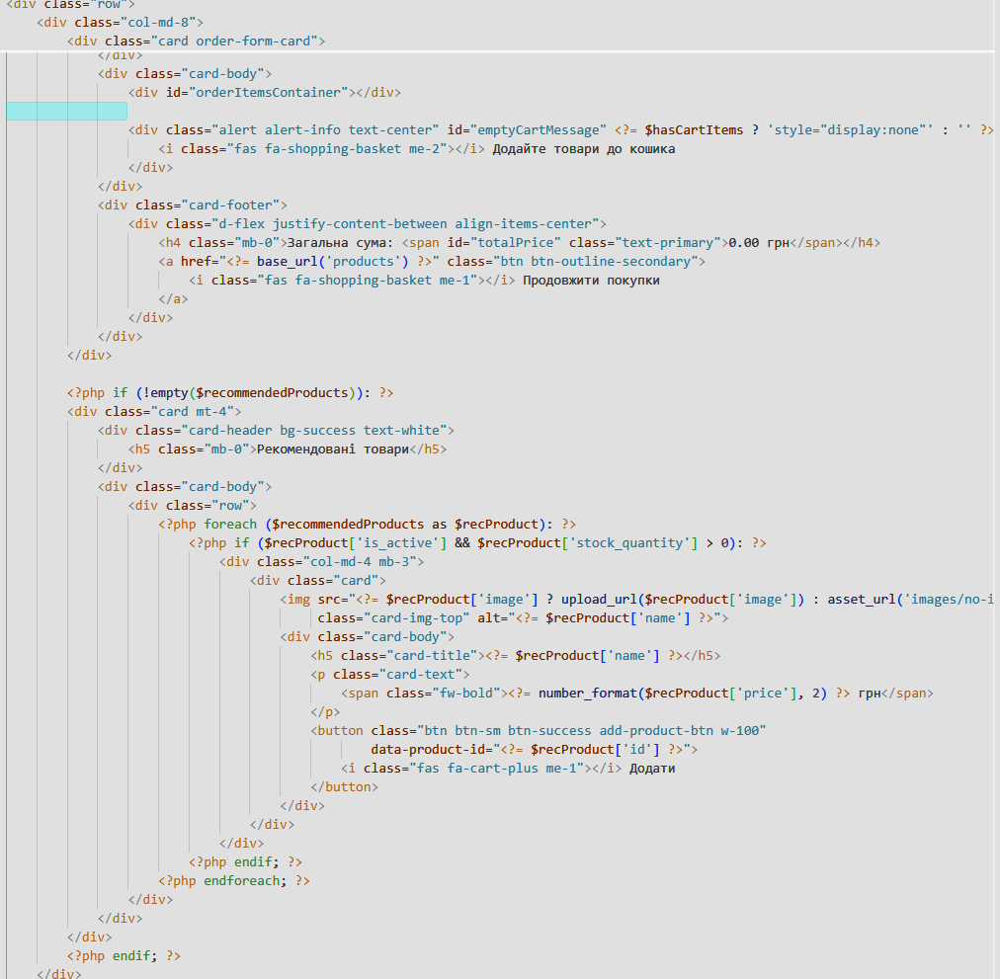 <div class="row">
<div class="col-md-8">
<div class="card order-form-card">
</div>
<div class="card-body">
<div id="orderItemsContainer"></div>
<div class="alert alert-info text-center" id="emptyCartMessage" <?= $hasCartItems ? 'style="display:none"' : '' ?>
<i class="fas fa-shopping-basket me-2"></i> Додайте товари до кошика
</div>
</div>
<div class="card-footer">
<div class="d-flex justify-content-between align-items-center">
<h4 class="mb-0">Загальна сума: <span id="totalPrice" class="text-primary">0.00 грн</span></h4>
<a href="<?= base_url('products') ?>" class="btn btn-outline-secondary">
<i class="fas fa-shopping-basket me-1"></i> Продовжити покупки
</a>
</div>
</div>
</div>
<?php if (!empty($recommendedProducts)): ?>
<div class="card mt-4">
<div class="card-header bg-success text-white">
<h5 class="mb-0">Рекомендовані товари</h5>
</div>
<div class="card-body">
<div class="row">
<?php foreach ($recommendedProducts as $recProduct): ?>
<?php if ($recProduct['is_active'] && $recProduct['stock_quantity'] > 0): ?>
<div class="col-md-4 mb-3">
<div class="card">
<img src="<?= $recProduct['image'] ? upload_url($recProduct['image']) : asset_url('images/no-i
class="card-img-top" alt="<?= $recProduct['name'] ?>">
<div class="card-body">
<h5 class="card-title"><?= $recProduct['name'] ?></h5>
<p class="card-text">
<span class="fw-bold"><?= number_format($recProduct['price'], 2) ?> грн</span>
</p>
<button class="btn btn-sm btn-success add-product-btn w-100"
data-product-id="<?= $recProduct['id'] ?>">
<i class="fas fa-cart-plus me-1"></i> Додати
</button>
</div>
</div>
</div>
<?php endif; ?>
<?php endforeach; ?>
</div>
</div>
</div>
<?php endif; ?>
</div>